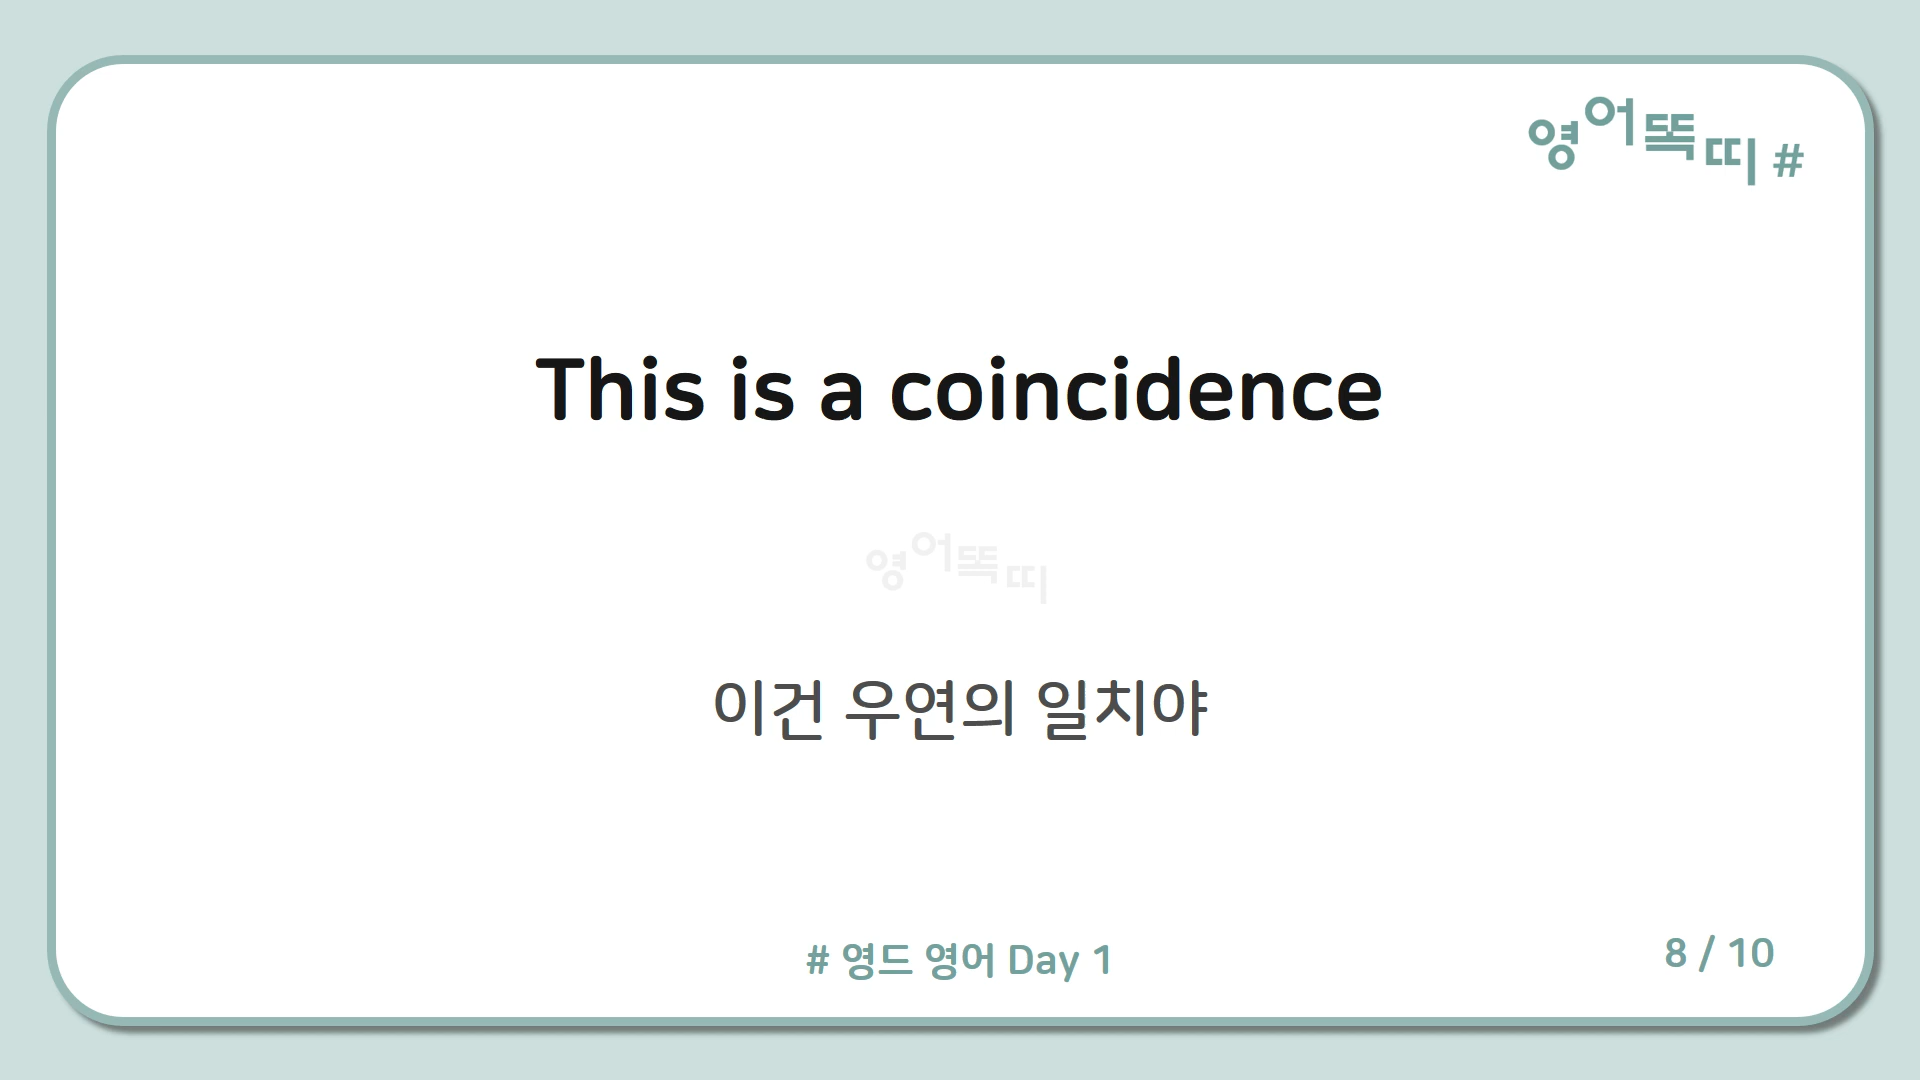 영어똑띠 #
This is a coincidence
영어똑띠
이건 우연의 일치야
# 영드 영어 Day 1
8 / 10